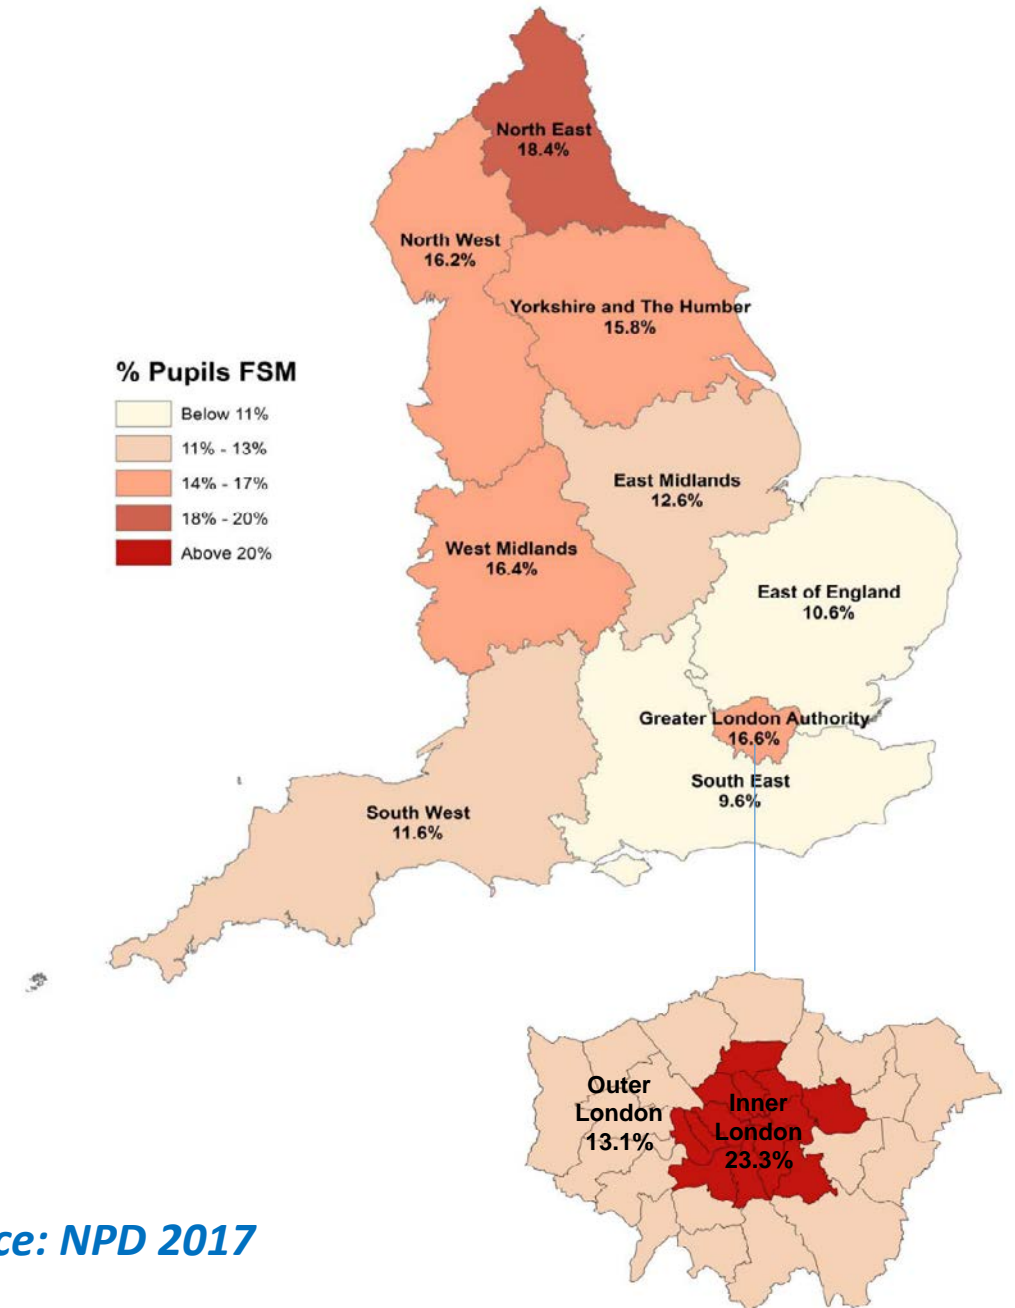 North East
18.4%
North West
16.2%
Yorkshire and The Humber
15.8%
% Pupils FSM
Below 11%
11% - 13%
14% - 17%
18% - 20%
Above 20%
East Midlands
12.6%
West Midlands
16.4%
East of England
10.6%
Greater London Authority
16.6%
South East
9.6%
South West
11.6%
Outer
London
13.1%
Inner
London
23.3%
ce: NPD 2017